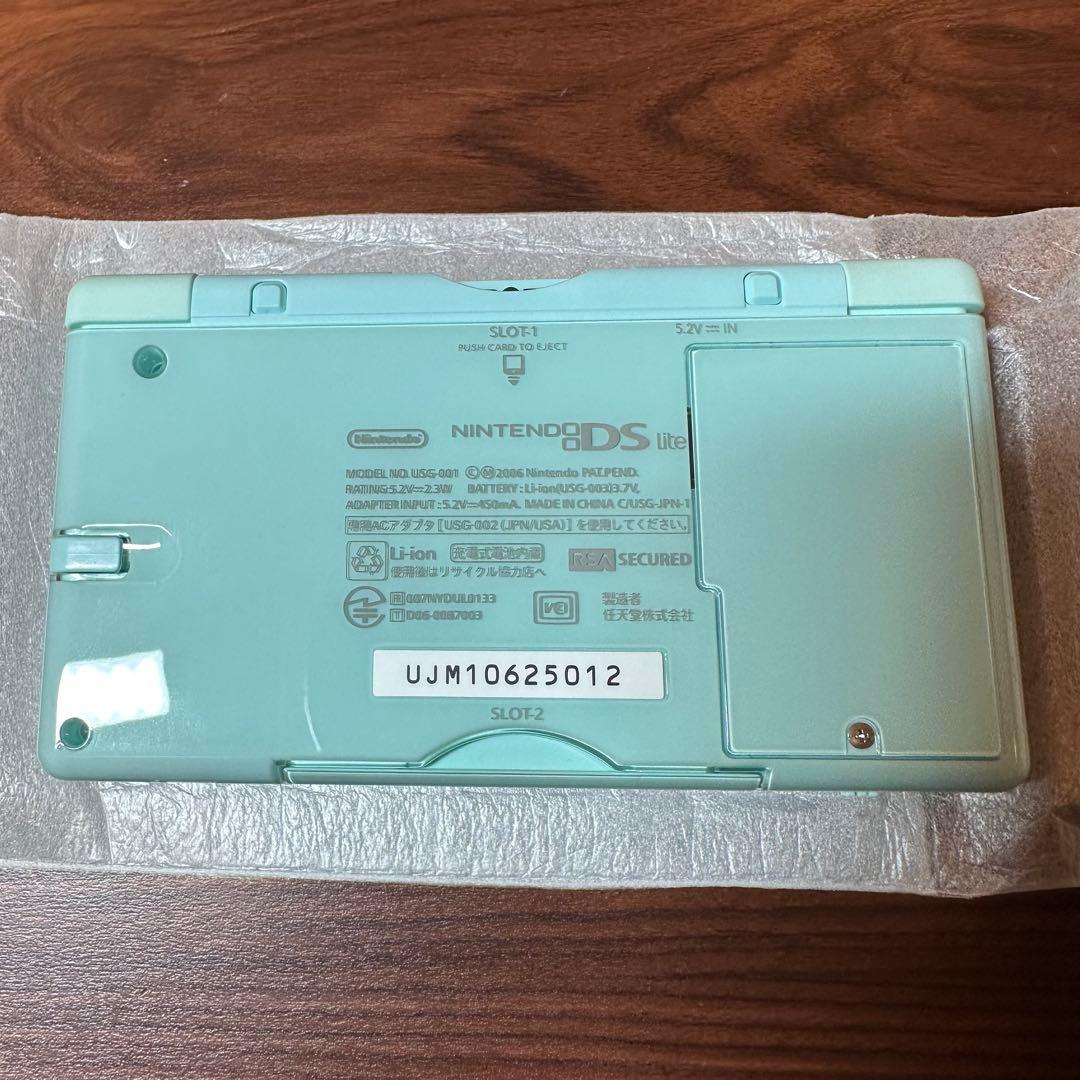 SLOT-1
5.2V⎓IN
PUSH CARD TO EJECT
Nintendo
NINTENDO DS Lite
MODEL NO. USG-001 ©Ⓜ2006 Nintendo PAT.PEND.
RATING:5.2V⎓2.3W BATTERY : Li-ion(USG-003)3.7V,
ADAPTER INPUT : 5.2V⎓450mA. MADE IN CHINA C/USG-JPN-1
専用ACアダプタ[USG-002 (JPN/USA)]を使用してください。
Li-ion 充電式電池内蔵
使用後はリサイクル協力店へ
REA SECURED
R 007NYDUL0133
T D06-0087003
VCI
製造者
任天堂株式会社
UJM10625012
SLOT-2